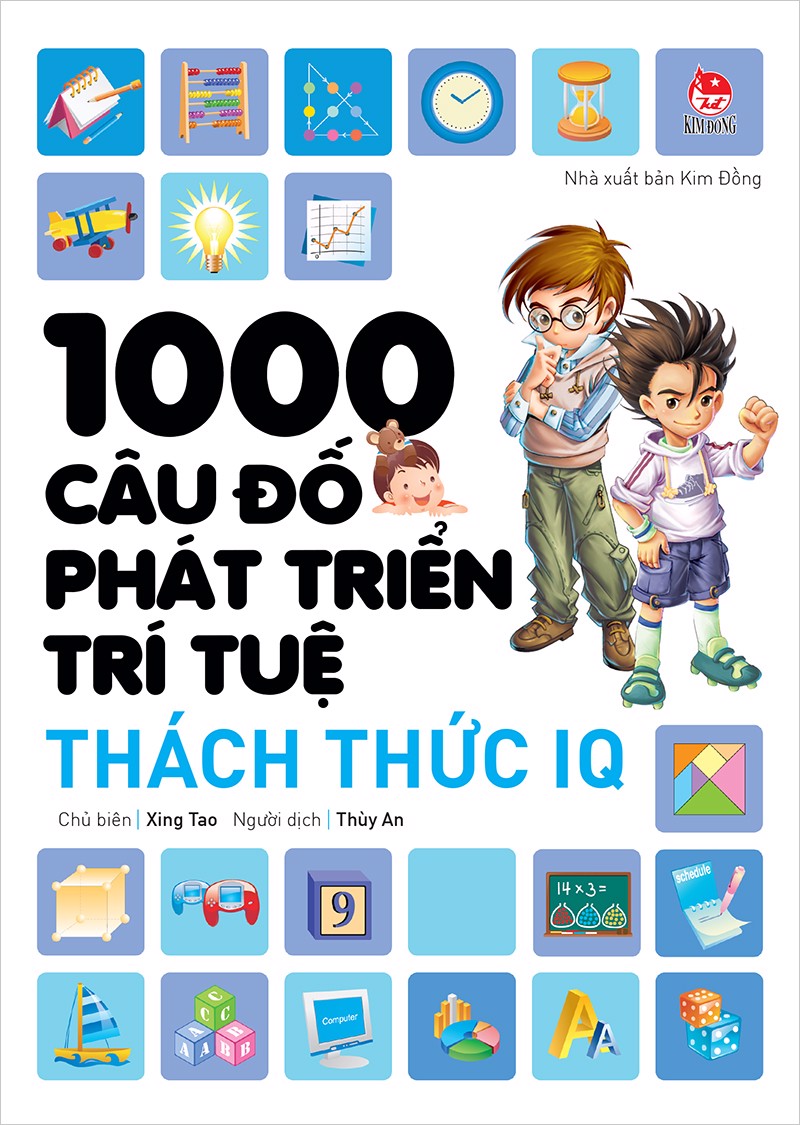 KIM ĐỒNG
Nhà xuất bản Kim Đồng
1000
CÂU ĐỐ
PHÁT TRIỂN
TRÍ TUỆ
THÁCH THỨC IQ
Chủ biên | Xing Tao Người dịch | Thùy An
9
14 x 3 =
schedule
C
C C
A A B B
Computer
A A